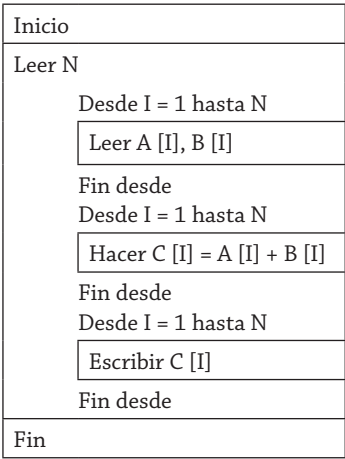 Inicio
Leer N
Desde I = 1 hasta N
Leer A [I], B [I]
Fin desde
Desde I = 1 hasta N
Hacer C [I] = A [I] + B [I]
Fin desde
Desde I = 1 hasta N
Escribir C [I]
Fin desde
Fin